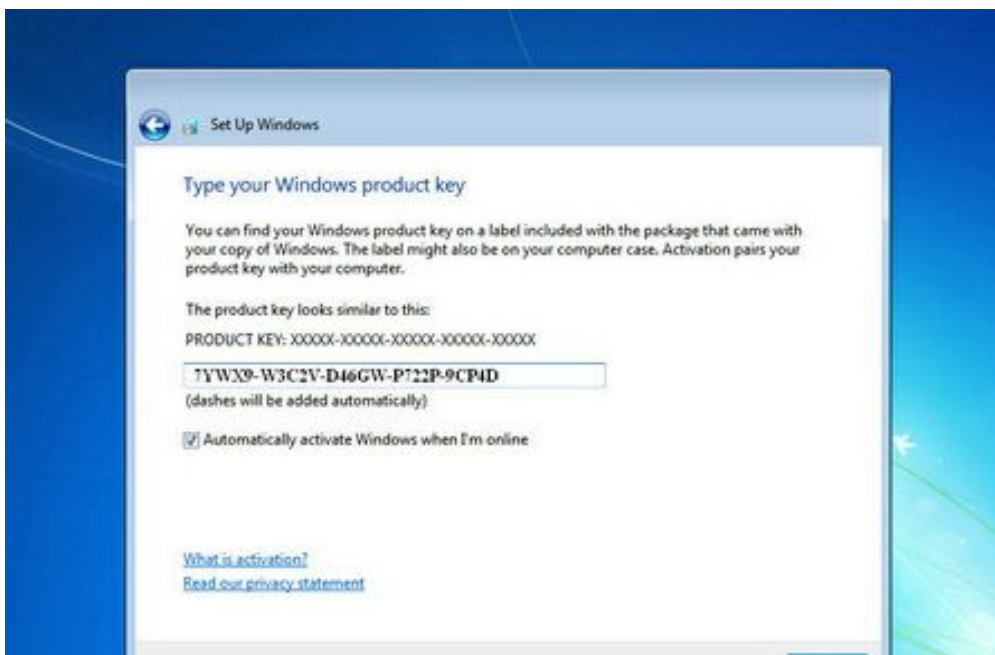 Set Up Windows
Type your Windows product key
You can find your Windows product key on a label included with the package that came with
your copy of Windows. The label might also be on your computer case. Activation pairs your
product key with your computer.
The product key looks similar to this:
PRODUCT KEY: XXXXX-XXXXX-XXXXX-XXXXX-XXXXX
7YWX9-W3C2V-D46GW-P722P-9CP4D
(dashes will be added automatically)
Automatically activate Windows when I'm online
What is activation?
Read our privacy statement